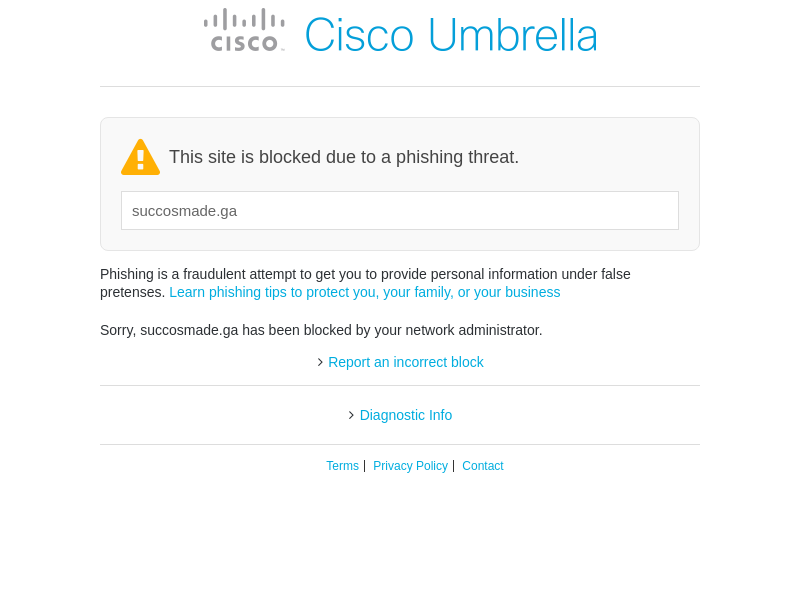 CISCO
Cisco Umbrella
This site is blocked due to a phishing threat.
succosmade.ga
Phishing is a fraudulent attempt to get you to provide personal information under false
pretenses. Learn phishing tips to protect you, your family, or your business
Sorry, succosmade.ga has been blocked by your network administrator.
> Report an incorrect block
> Diagnostic Info
Terms | Privacy Policy | Contact